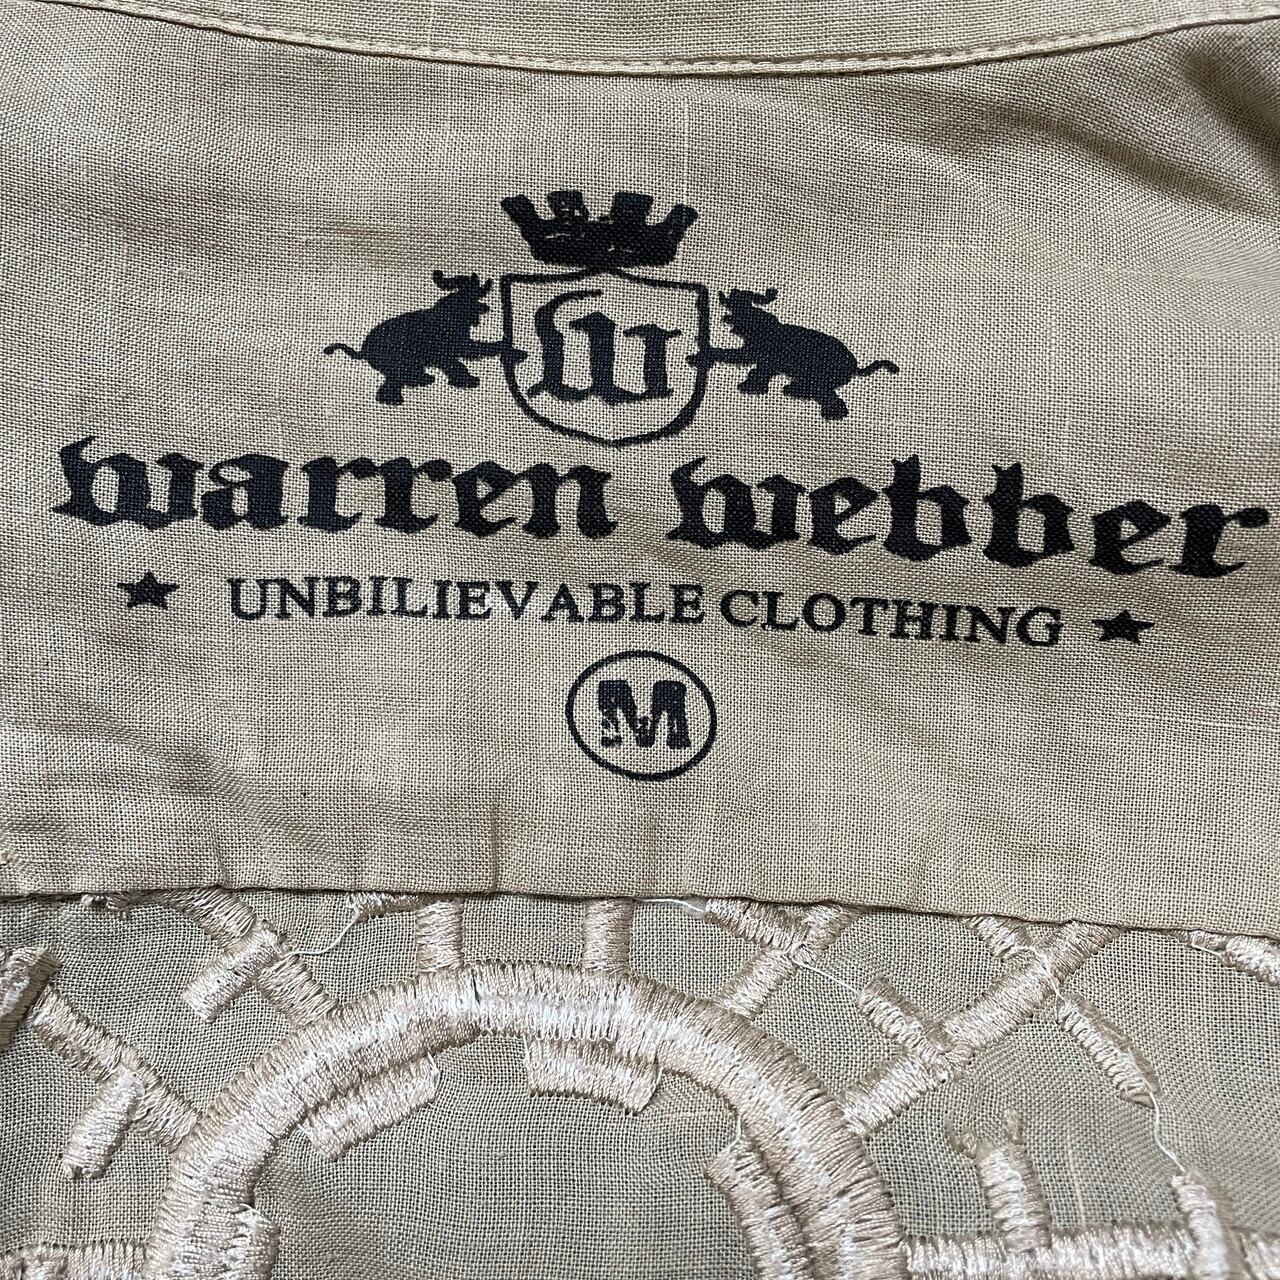 W
warren webber
★ UNBILIEVABLE CLOTHING ★
M